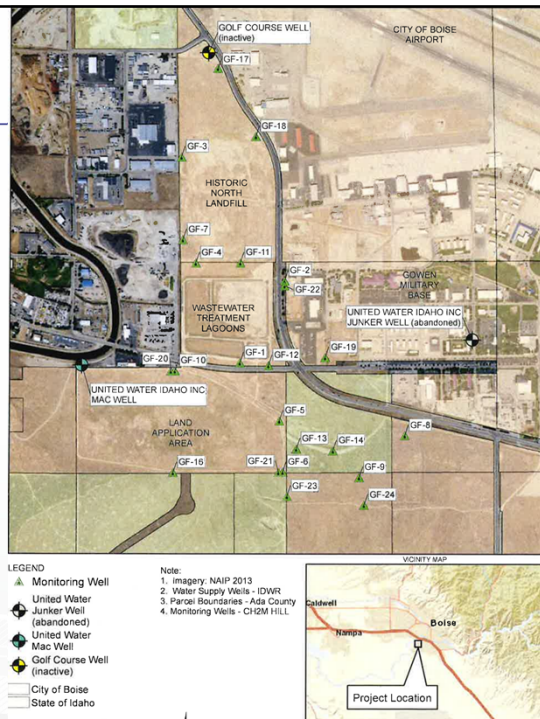 GOLF COURSE WELL
(inactive)
CITY OF BOISE
AIRPORT
GF-17
GF-18
GF-3
HISTORIC
NORTH
LANDFILL
GF-7
GF-4
GF-11
GF-2
GF-22
GOWEN
MILITARY
BASE
WASTEWATER
TREATMENT
LAGOONS
UNITED WATER IDAHO INC
JUNKER WELL (abandoned)
GF-20
GF-10
GF-1
GF-12
GF-19
UNITED WATER IDAHO INC
MAC WELL
LAND
APPLICATION
AREA
GF-5
GF-8
GF-13
GF-14
GF-16
GF-21
GF-6
GF-9
GF-23
GF-24
LEGEND
Monitoring Well
United Water
Junker Well
(abandoned)
United Water
Mac Well
Golf Course Well
(inactive)
City of Boise
State of Idaho
Note:
1. Imagery: NAIP 2013
2. Water Supply Wells - IDWR
3. Parcel Boundaries - Ada County
4. Monitoring Wells - CH2M HILL
VICINITY MAP
Caldwell
Nampa
Boise
Project Location